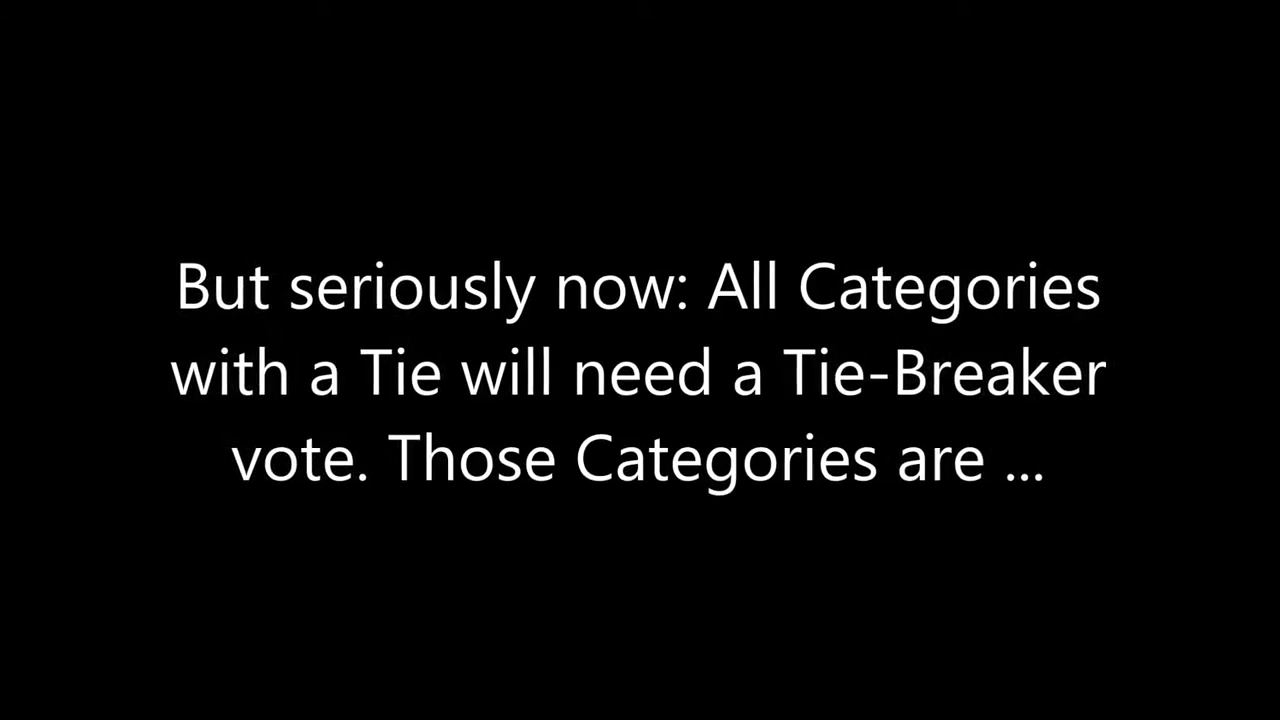 But seriously now: All Categories
with a Tie will need a Tie-Breaker
vote. Those Categories are ...